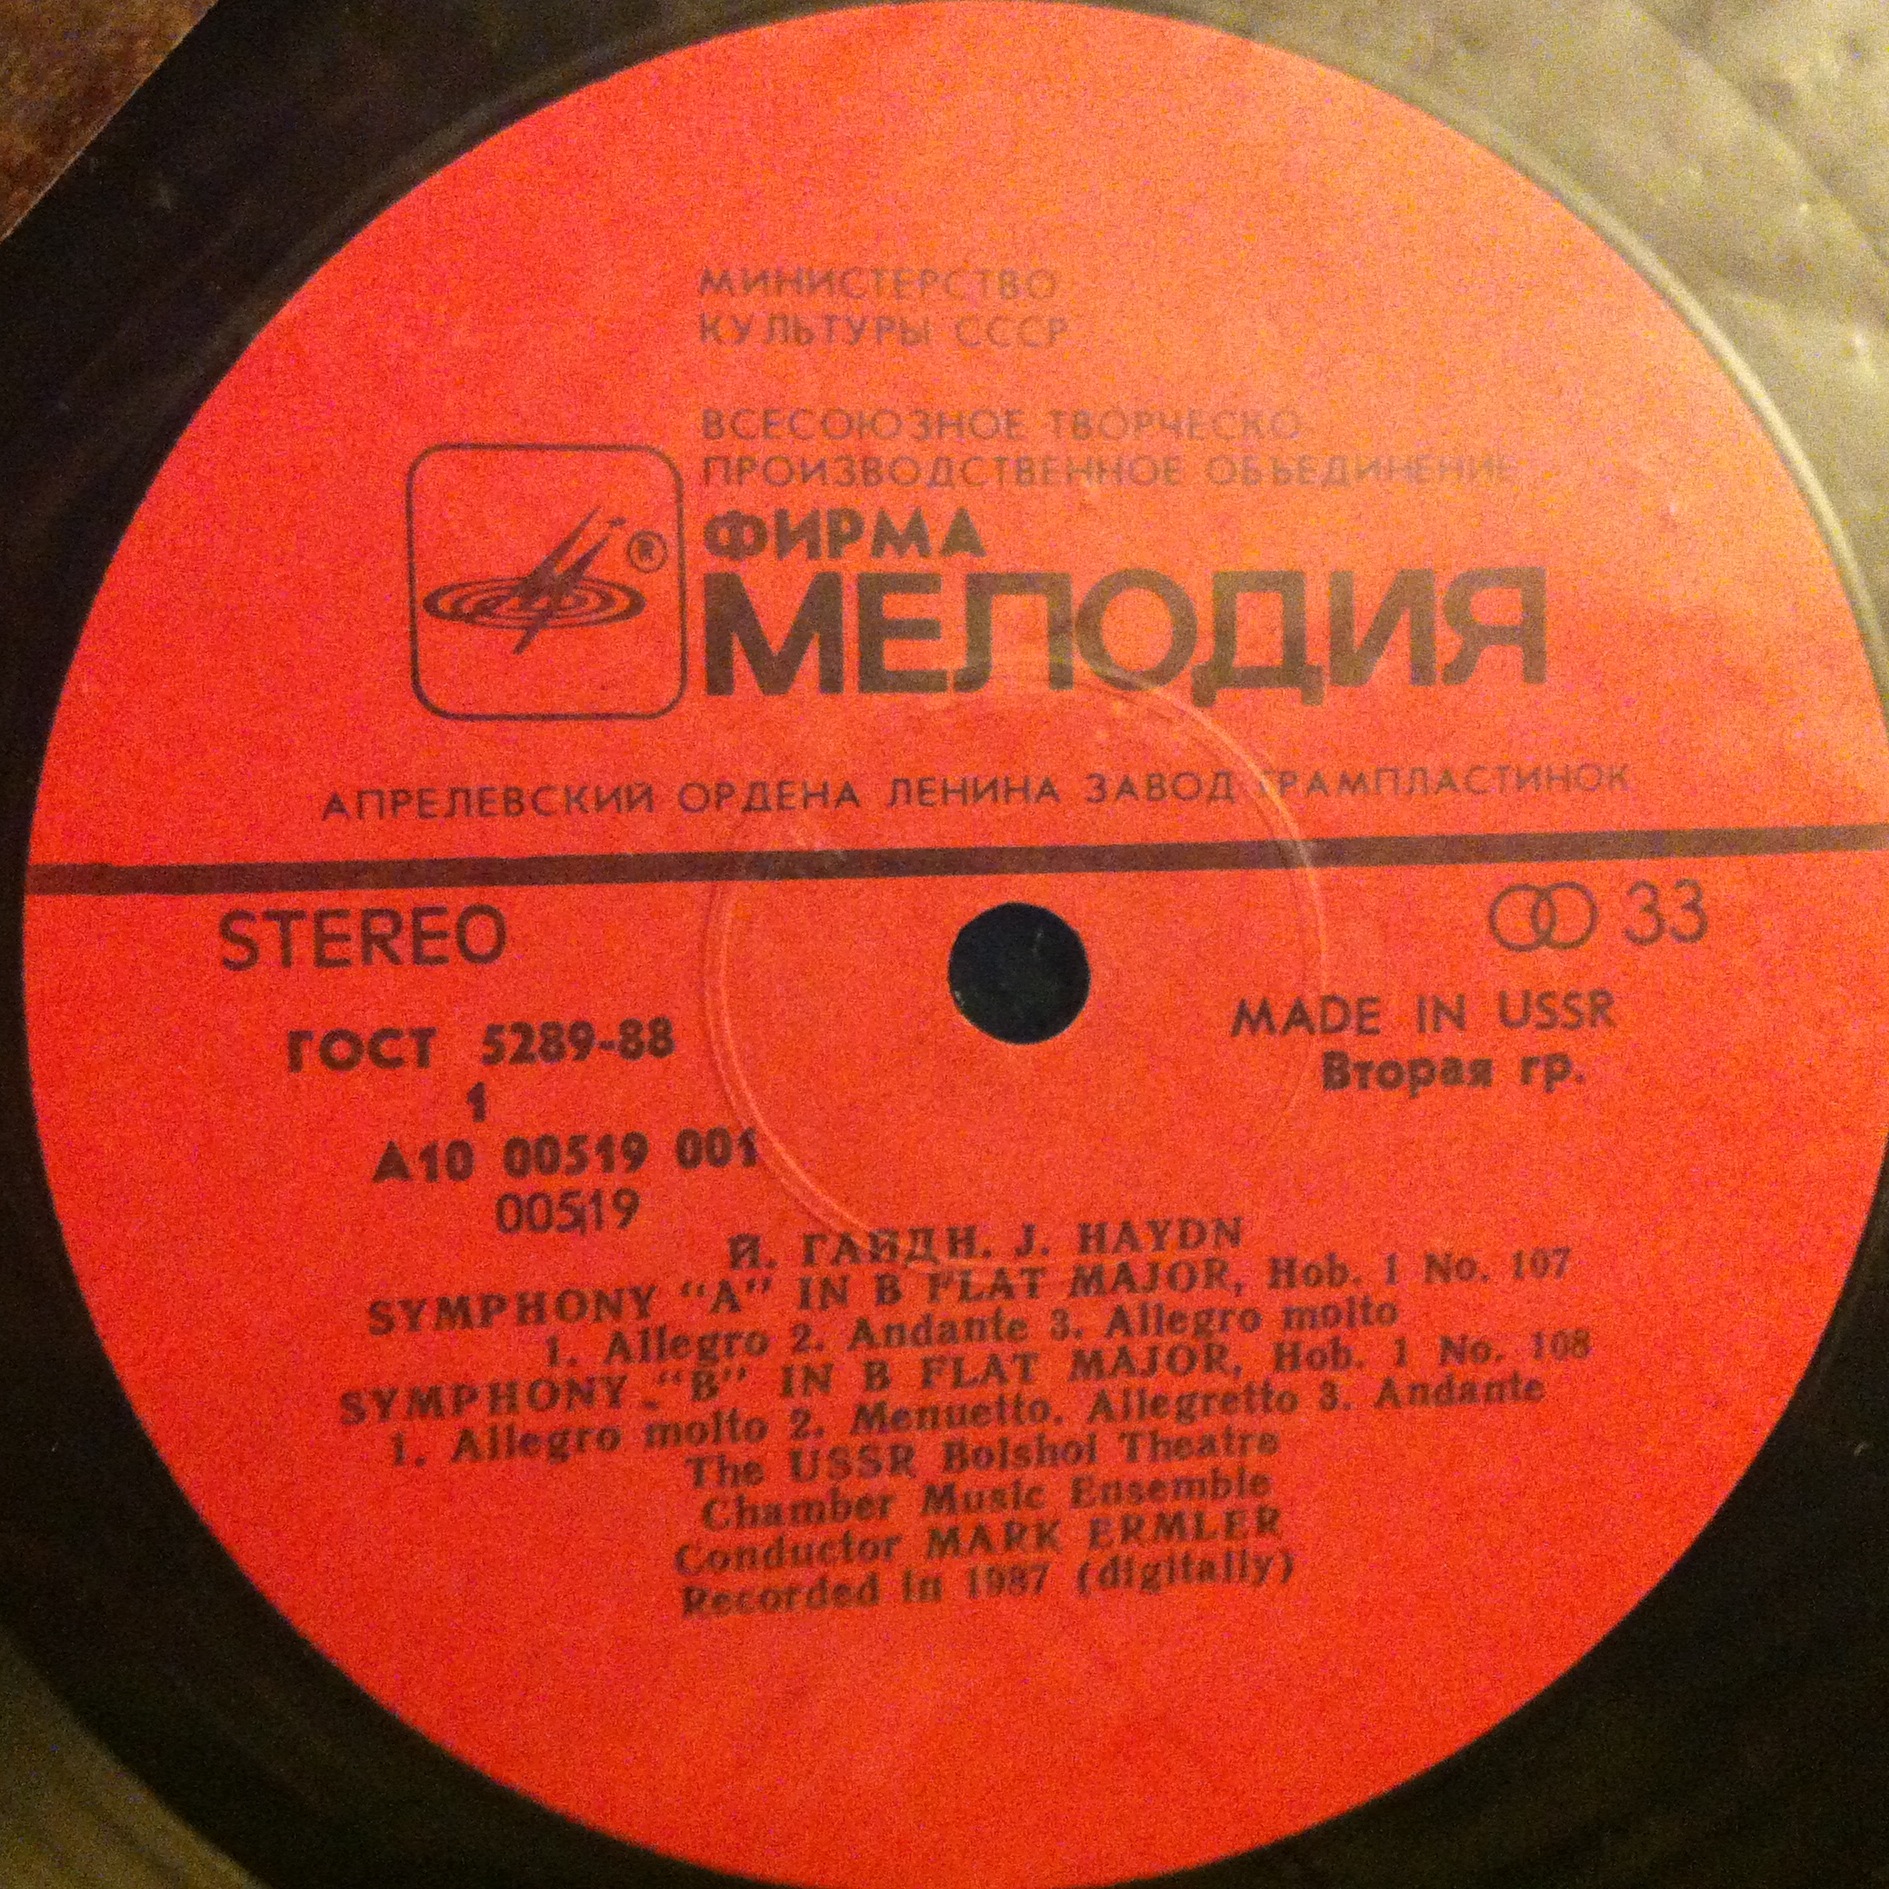 МИНИСТЕРСТВО
КУЛЬТУРЫ СССР
ВСЕСОЮЗНОЕ ТВОРЧЕСКО
ПРОИЗВОДСТВЕННОЕ ОБЪЕДИНЕНИЕ
ФИРМА
®
МЕЛОДИЯ
АПРЕЛЕВСКИЙ ОРДЕНА ЛЕНИНА ЗАВОД ГРАМПЛАСТИНОК
STEREO
33
ГОСТ 5289-88
MADE IN USSR
1
Вторая гр.
А10 00519 001
00519
Й. ГАЙДН. J. HAYDN
SYMPHONY "A" IN B FLAT MAJOR, Hob. 1 No. 107
1. Allegro 2. Andante 3. Allegro molto
SYMPHONY "B" IN B FLAT MAJOR, Hob. 1 No. 108
1. Allegro molto 2. Menuetto. Allegretto 3. Andante
The USSR Bolshoi Theatre
Chamber Music Ensemble
Conductor MARK ERMLER
Recorded in 1987 (digitally)